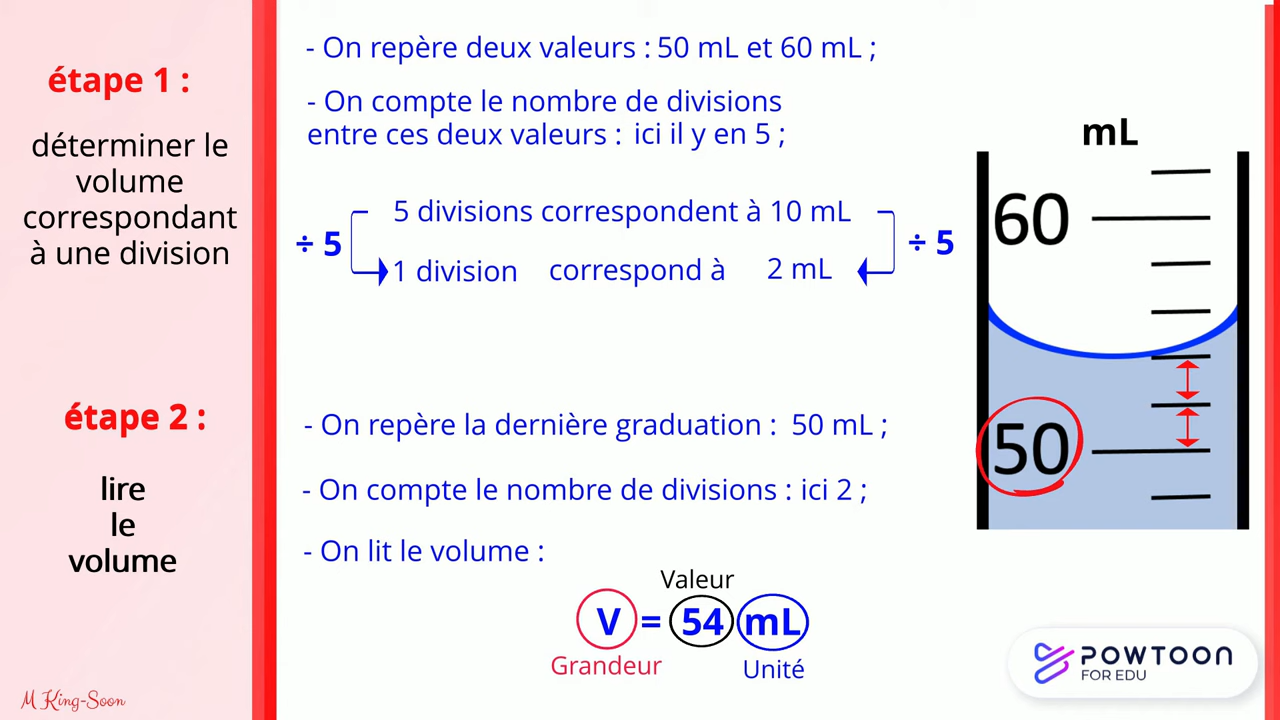 étape 1 :
déterminer le
volume
correspondant
à une division
- On repère deux valeurs : 50 mL et 60 mL ;
- On compte le nombre de divisions
entre ces deux valeurs : ici il y en 5 ;
5 divisions correspondent à 10 mL
÷ 5
÷ 5
1 division correspond à 2 mL
mL
60
50
étape 2 :
lire
le
volume
- On repère la dernière graduation : 50 mL ;
- On compte le nombre de divisions : ici 2 ;
- On lit le volume :
Valeur
V = 54 mL
Grandeur
Unité
M King-Soon
POWTOON
FOR EDU